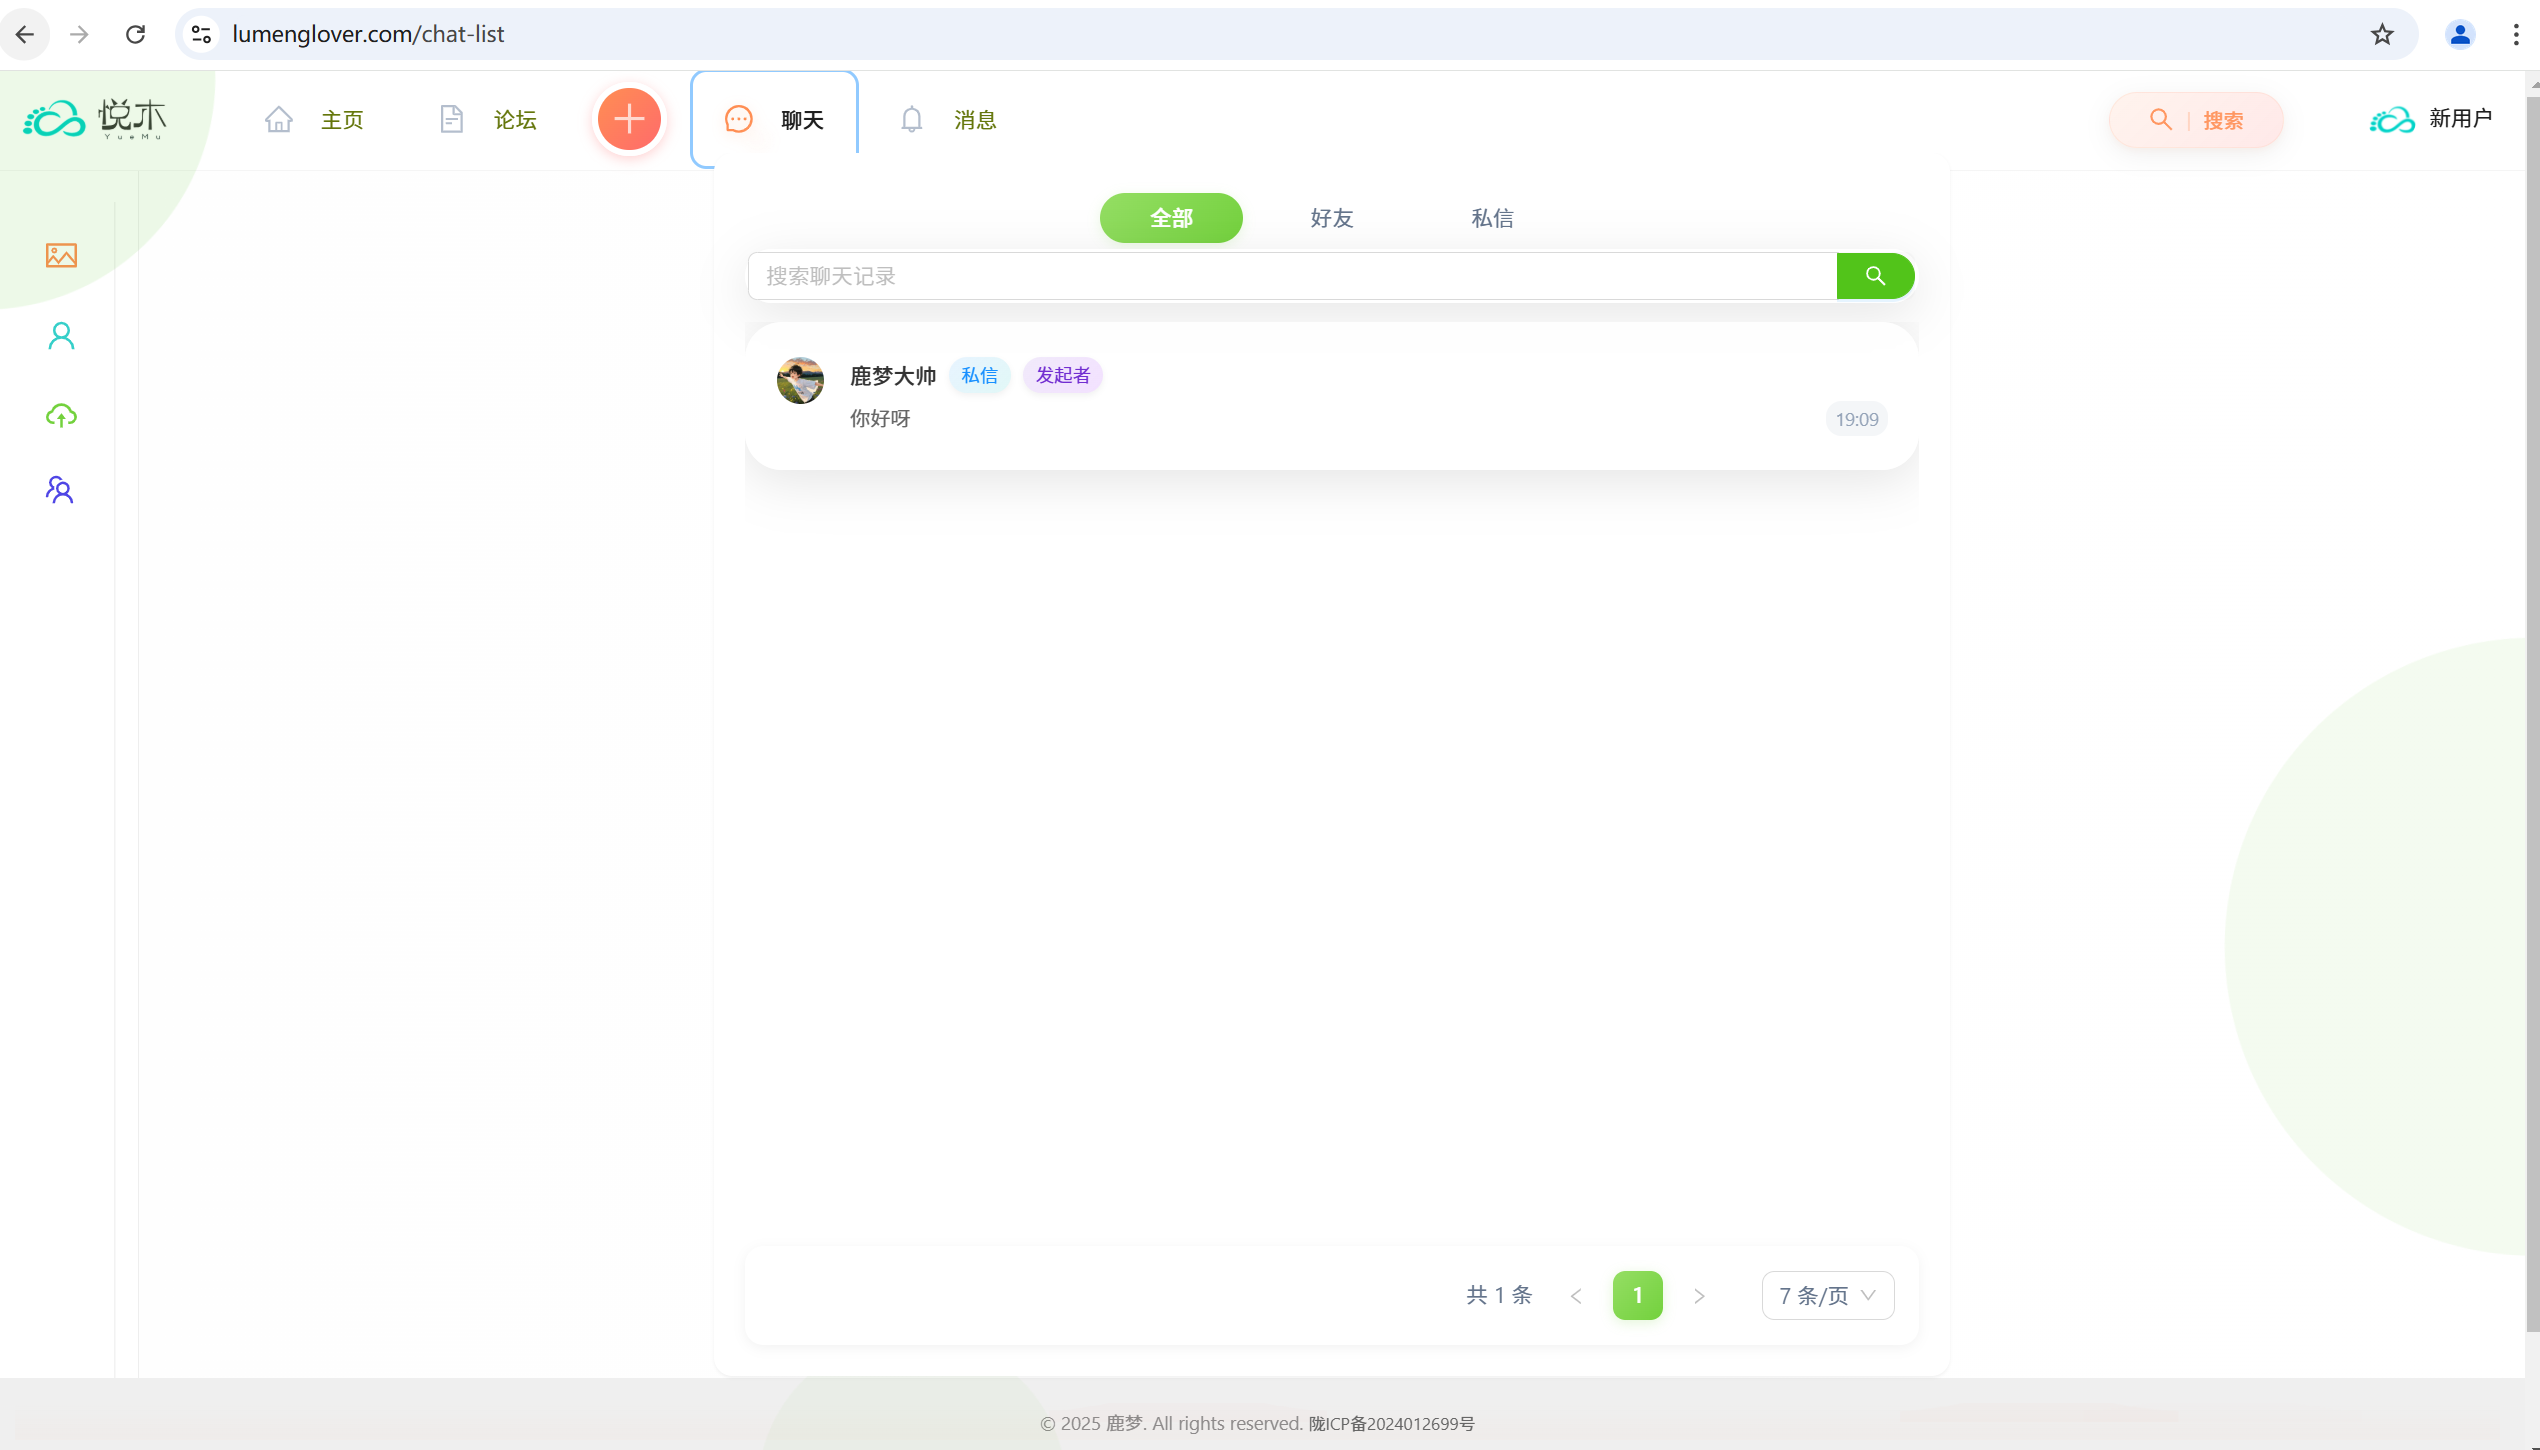 lumenglover.com/chat-list
悦木
YueMu
主页
论坛
聊天
消息
搜索
新用户
全部
好友
私信
搜索聊天记录
鹿梦大帅 私信 发起者
你好呀
19:09
共 1 条
1
7 条/页
© 2025 鹿梦. All rights reserved. 陇ICP备2024012699号